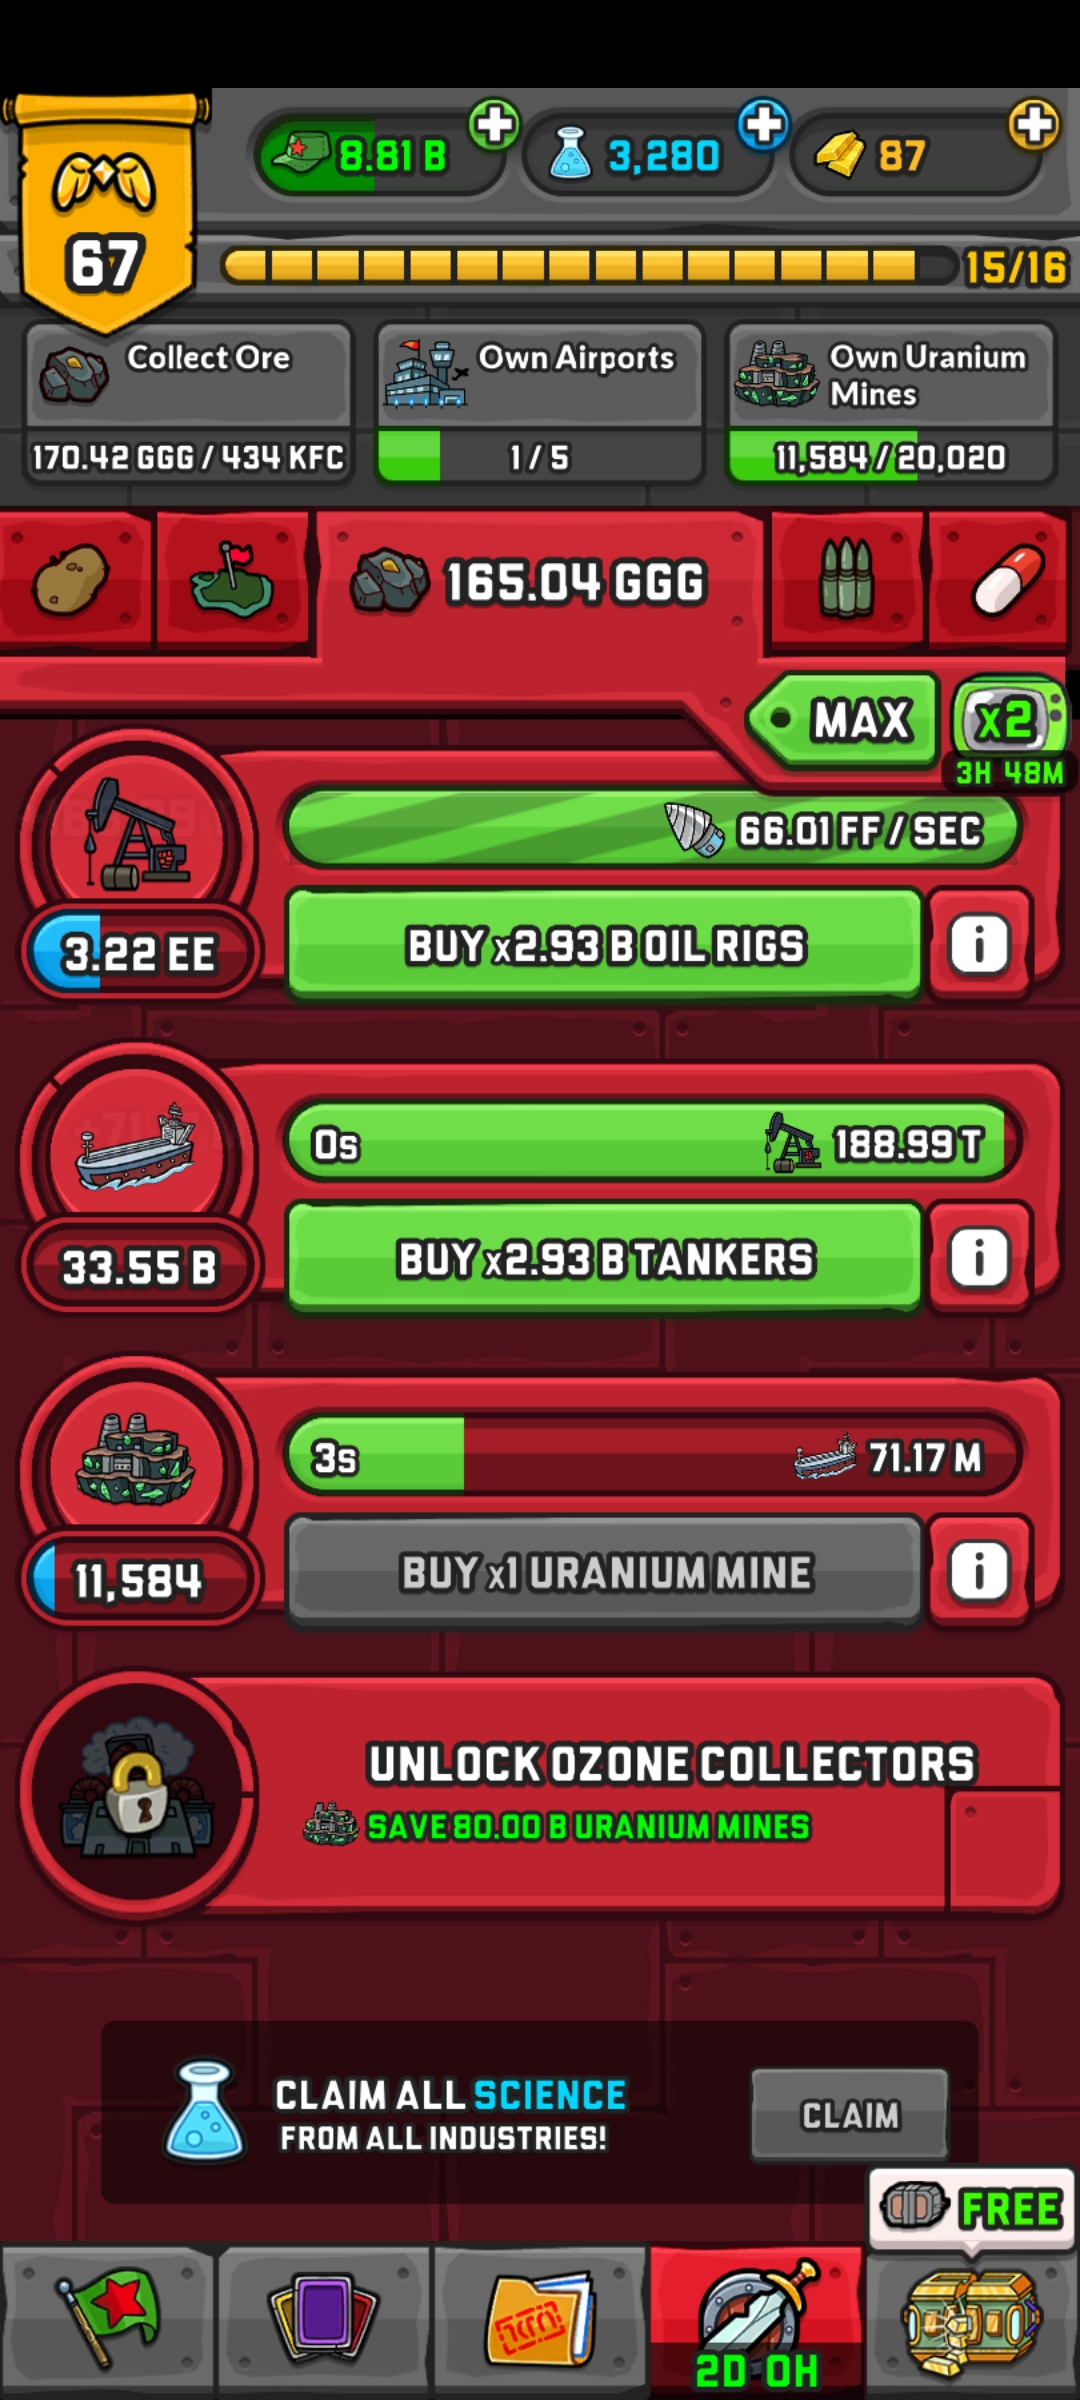 8.81 B
3,280
87
67
15/16
Collect Ore
170.42 GGG / 434 KFC
Own Airports
1 / 5
Own Uranium
Mines
11,584 / 20,020
165.04 GGG
MAX
x2
3H 48M
66.01 FF / SEC
3.22 EE
BUY x2.93 B OIL RIGS
i
0s
188.99 T
33.55 B
BUY x2.93 B TANKERS
i
3s
71.17 M
11,584
BUY x1 URANIUM MINE
i
UNLOCK OZONE COLLECTORS
SAVE 80.00 B URANIUM MINES
CLAIM ALL SCIENCE
FROM ALL INDUSTRIES!
CLAIM
FREE
2D 0H